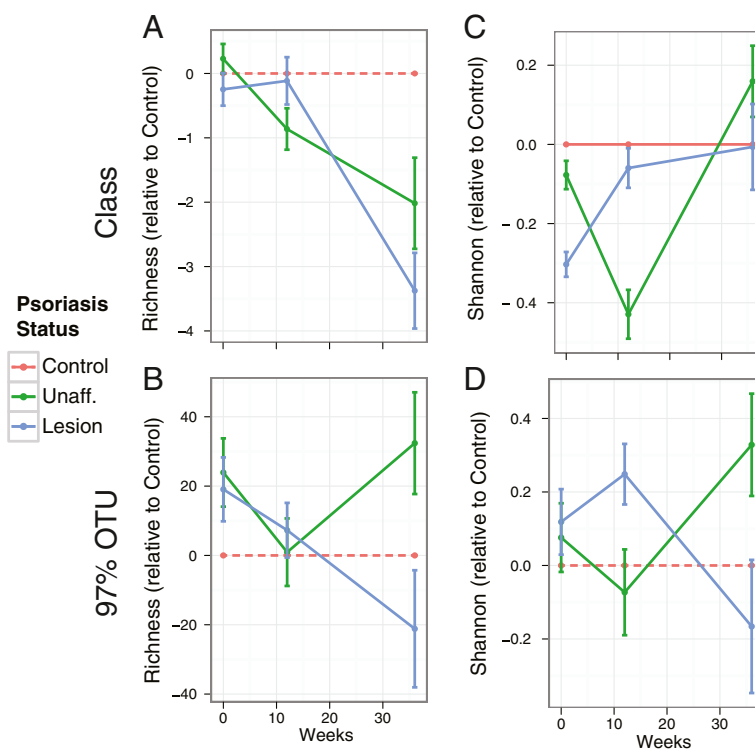 A
C
Class
Richness (relative to Control)
0
−1
−2
−3
−4
Shannon (relative to Control)
0.2
0.0
− 0.2
− 0.4
Psoriasis
Status
Control
Unaff.
Lesion
B
D
97% OTU
Richness (relative to Control)
40
20
0
−20
−40
0 10 20 30
Weeks
Shannon (relative to Control)
0.4
0.2
0.0
−0.2
0 10 20 30
Weeks